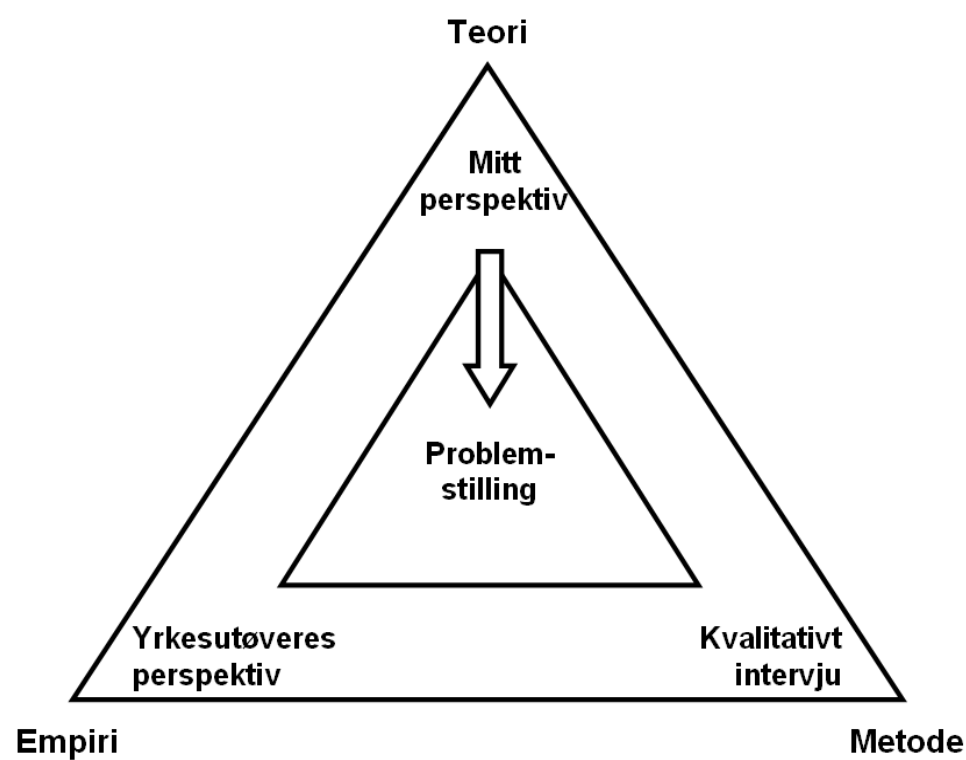 Teori
Mitt
perspektiv
Problem-
stilling
Yrkesutøveres
perspektiv
Kvalitativt
intervju
Empiri
Metode